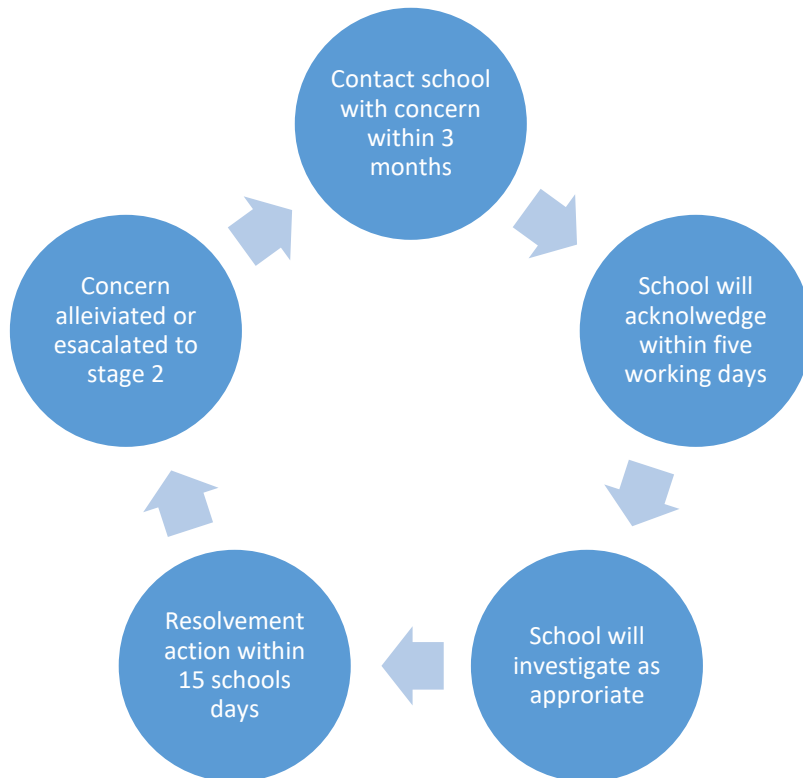 Contact school
with concern
within 3
months
School will
acknolwedge
within five
working days
School will
investigate as
approriate
Resolvement
action within
15 schools
days
Concern
alleiviated or
esacalated to
stage 2